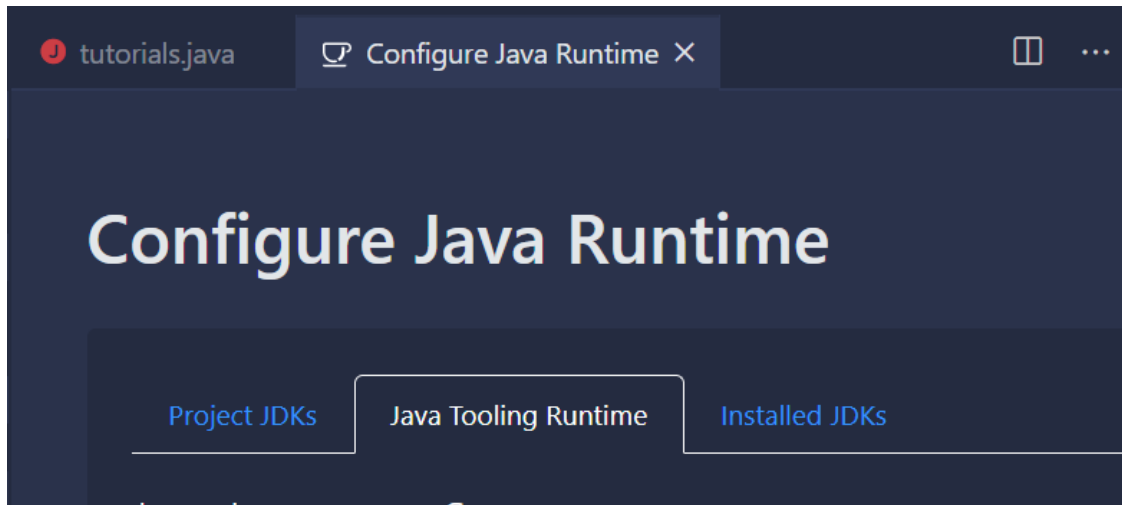 J tutorials.java
Configure Java Runtime
Configure Java Runtime
Project JDKs
Java Tooling Runtime
Installed JDKs